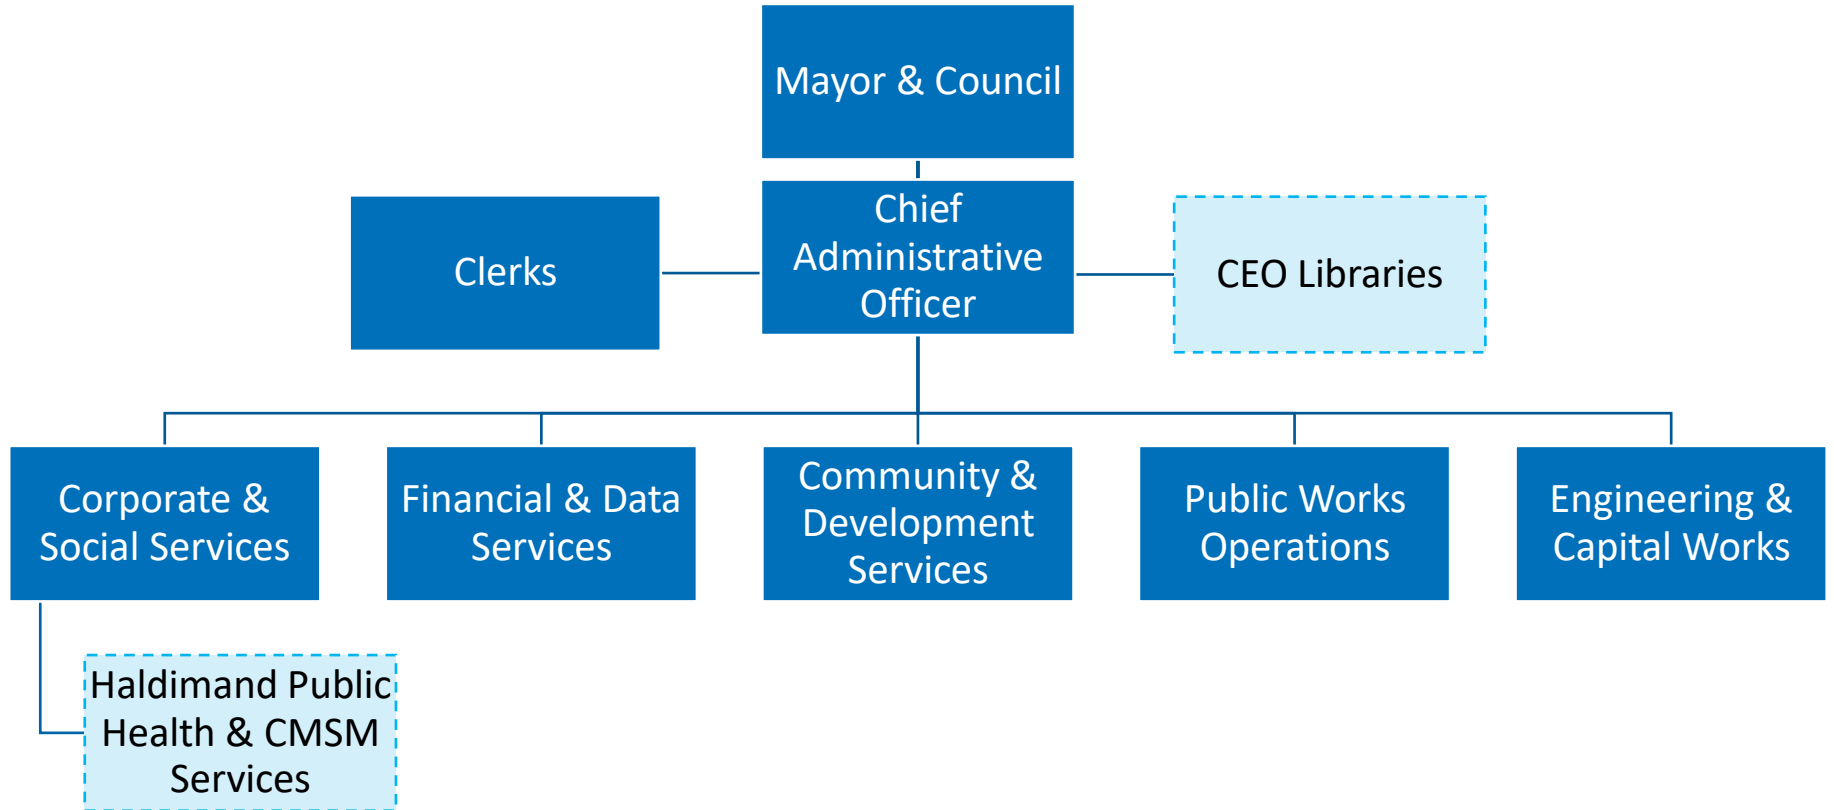 Mayor & Council
Clerks
Chief
Administrative
Officer
CEO Libraries
Corporate &
Social Services
Financial & Data
Services
Community &
Development
Services
Public Works
Operations
Engineering &
Capital Works
Haldimand Public
Health & CMSM
Services